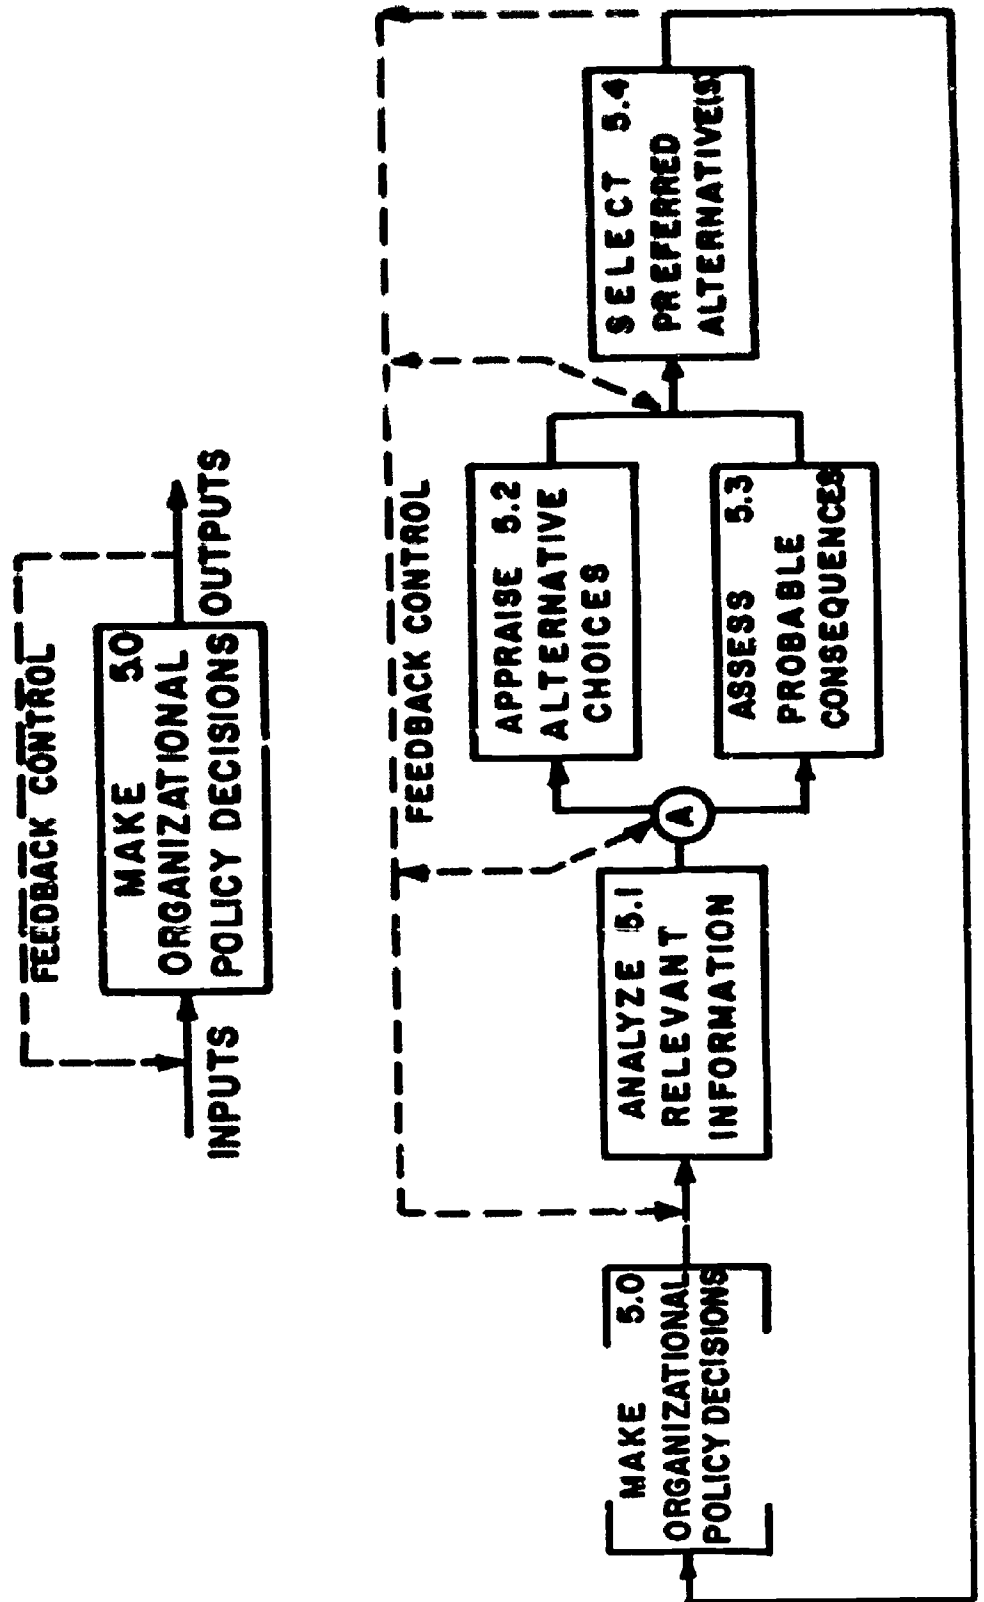 FEEDBACK CONTROL
MAKE 5.0
ORGANIZATIONAL
POLICY DECISIONS
INPUTS
OUTPUTS
FEEDBACK CONTROL
MAKE 5.0
ORGANIZATIONAL
POLICY DECISIONS
ANALYZE 5.1
RELEVANT
INFORMATION
A
APPRAISE 5.2
ALTERNATIVE
CHOICES
ASSESS 5.3
PROBABLE
CONSEQUENCES
SELECT 5.4
PREFERRED
ALTERNATIVE(S)